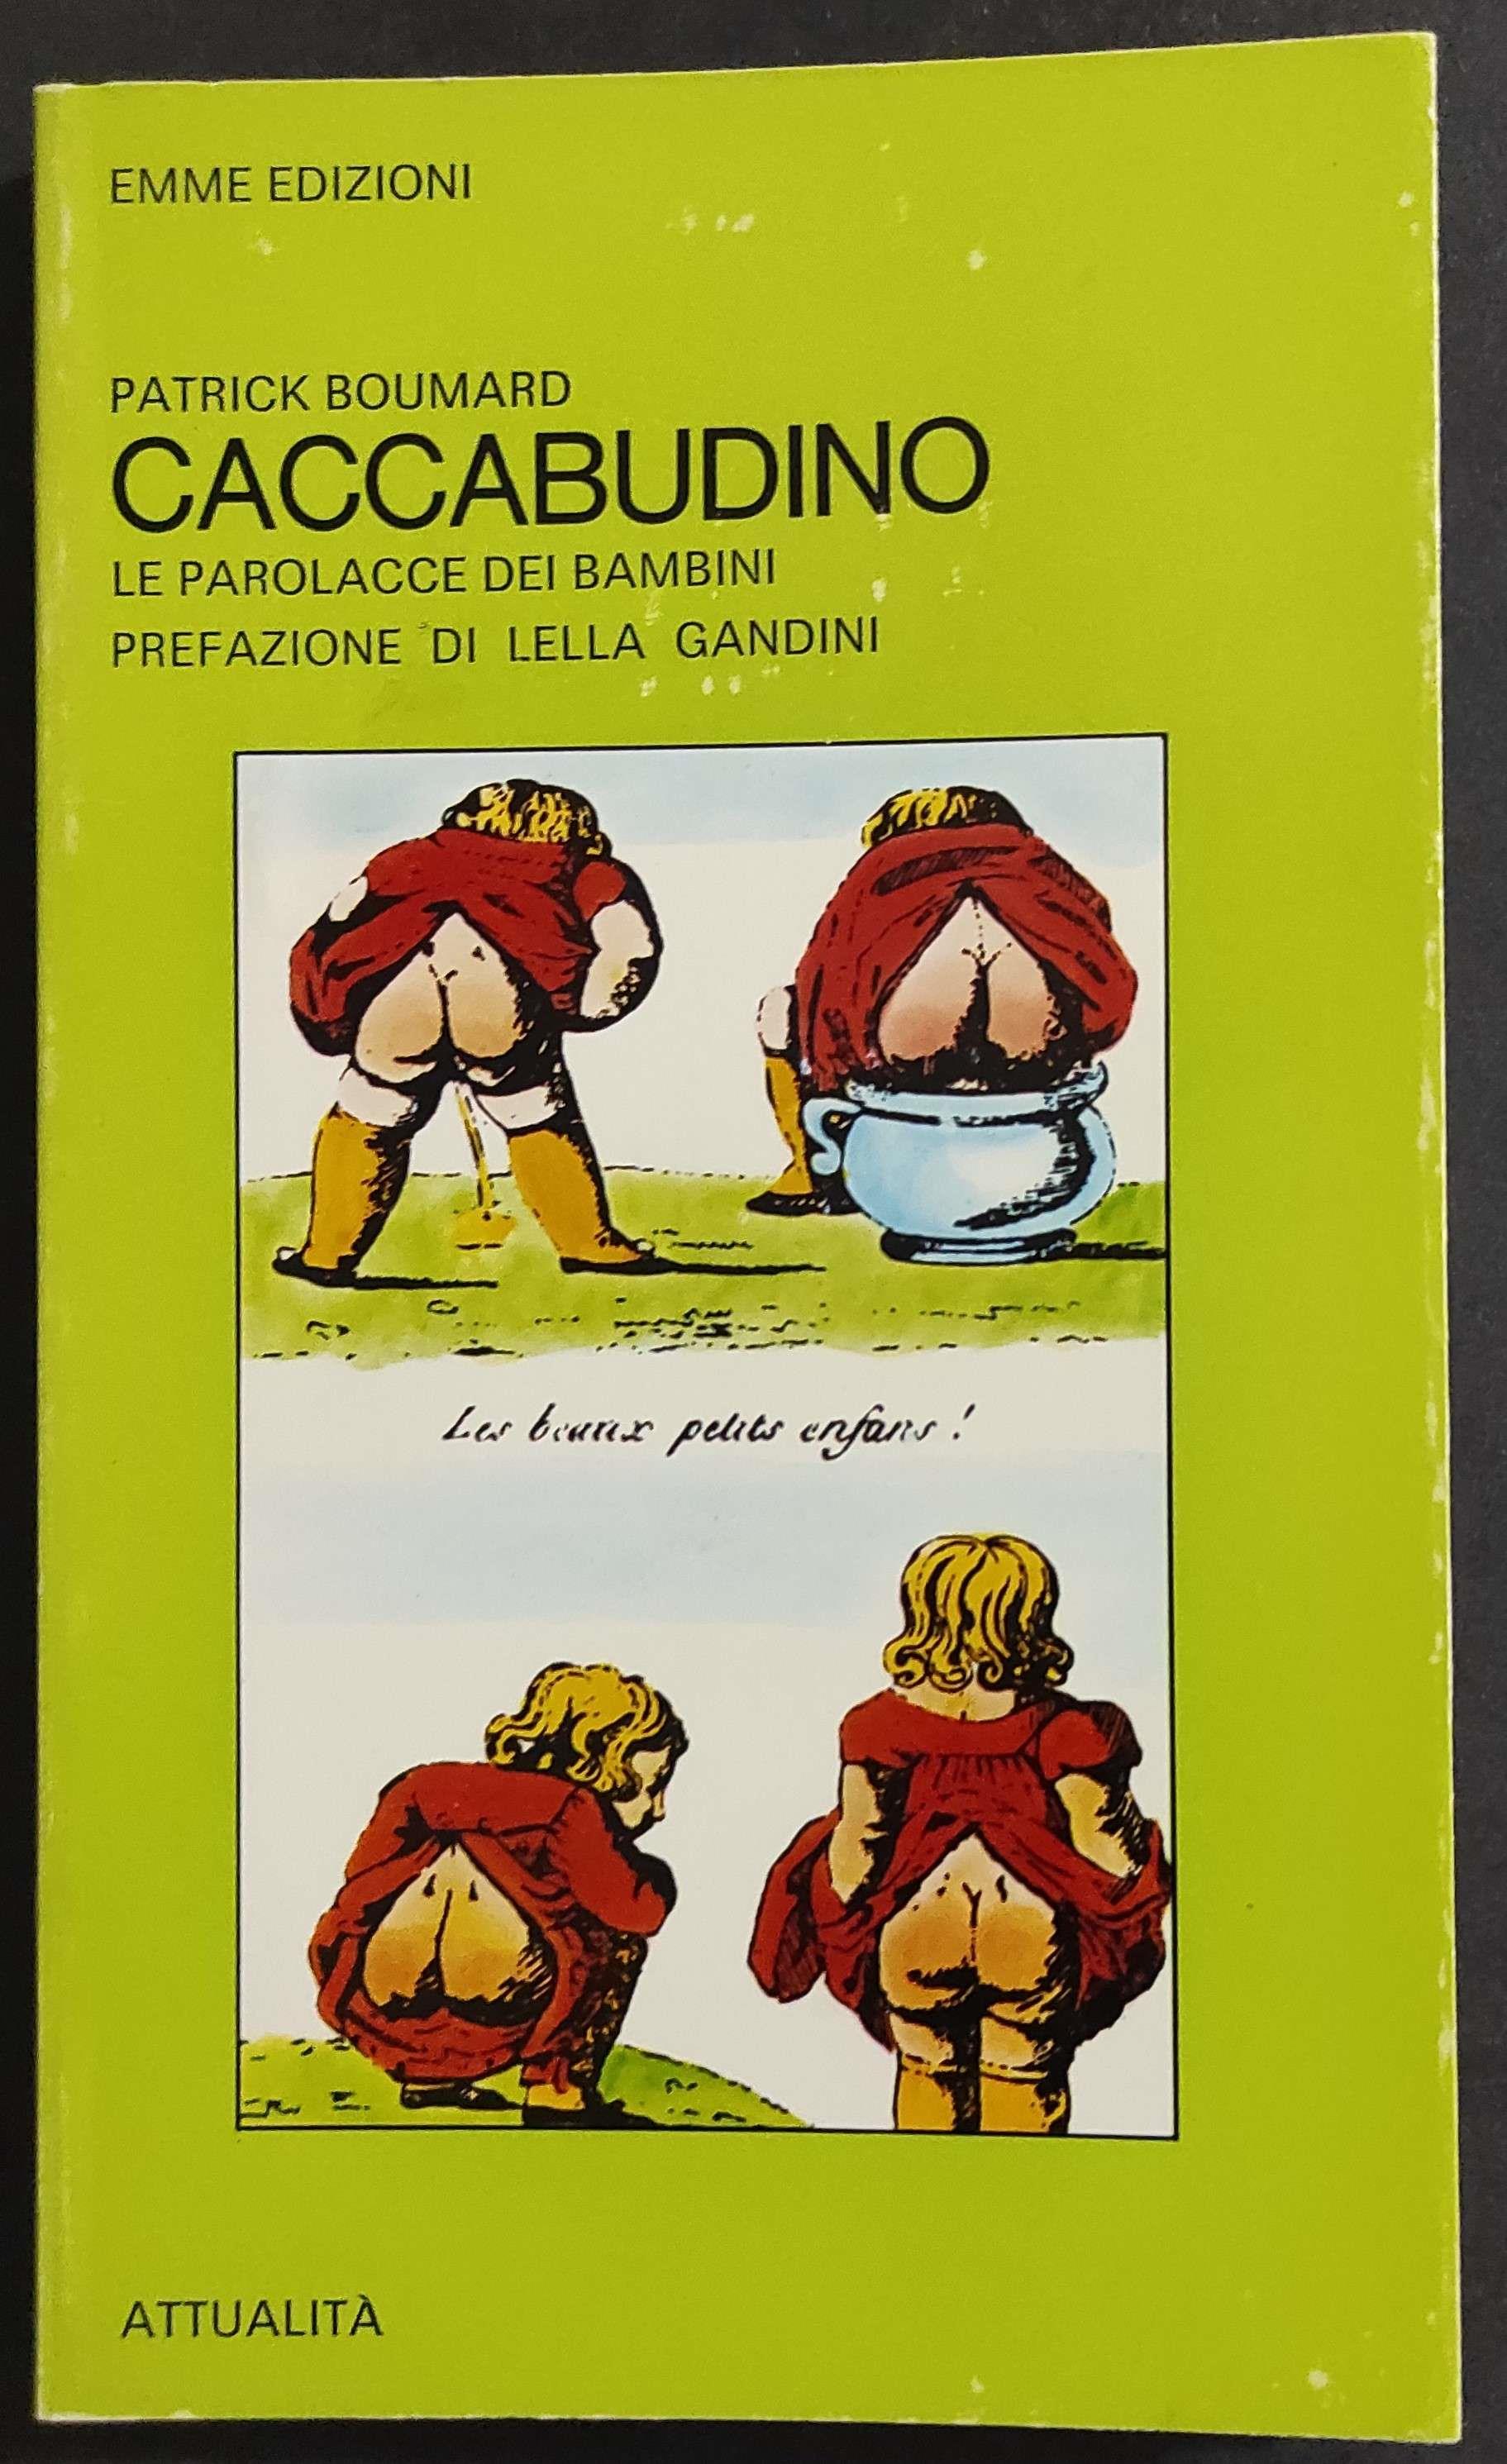 EMME EDIZIONI
PATRICK BOUMARD
CACCABUDINO
LE PAROLACCE DEI BAMBINI
PREFAZIONE DI LELLA GANDINI
Les beaux petits enfans !
ATTUALITÀ